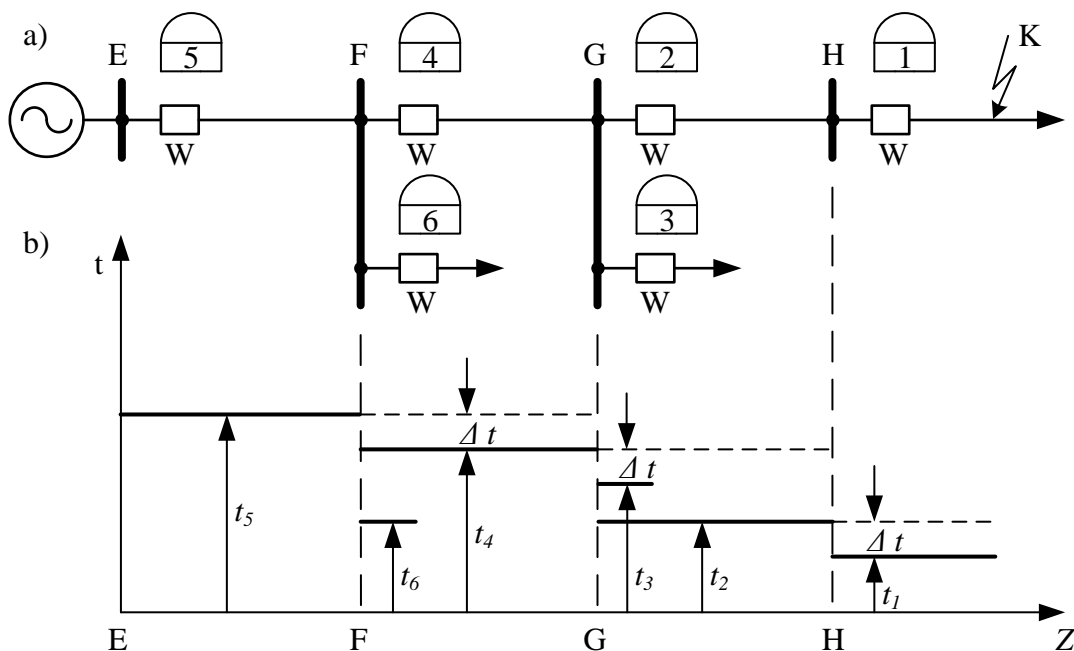 a)
E 5 F 4 G 2 H 1 K
W W W W
6 3
b)
t
W W
Δ t
Δ t
t5 t4 Δ t
t6 t3 t2 t1
E F G H Z